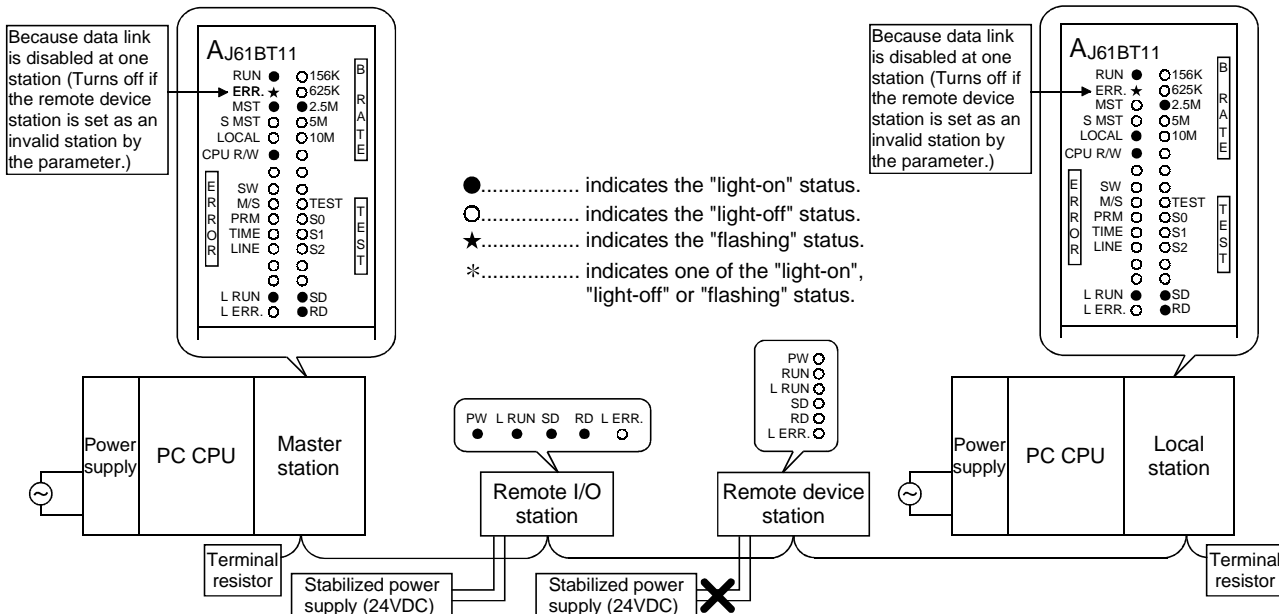 Because data link
is disabled at one
station (Turns off if
the remote device
station is set as an
invalid station by
the parameter.)
AJ61BT11
RUN ● ○ 156K
ERR. ★ ○ 625K
MST ● ● 2.5M
S MST ○ ○ 5M
LOCAL ○ ○ 10M
CPU R/W ● ○
B RATE
ERROR
SW ○ ○
M/S ○ ○ TEST
PRM ○ ○ S0
TIME ○ ○ S1
LINE ○ ○ S2
TEST
L RUN ● ● SD
L ERR. ○ ● RD
●................. indicates the "light-on" status.
○................. indicates the "light-off" status.
★................. indicates the "flashing" status.
*................. indicates one of the "light-on",
"light-off" or "flashing" status.
Because data link
is disabled at one
station (Turns off if
the remote device
station is set as an
invalid station by
the parameter.)
AJ61BT11
RUN ● ○ 156K
ERR. ★ ○ 625K
MST ○ ● 2.5M
S MST ○ ○ 5M
LOCAL ● ○ 10M
CPU R/W ● ○
B RATE
ERROR
SW ○ ○
M/S ○ ○ TEST
PRM ○ ○ S0
TIME ○ ○ S1
LINE ○ ○ S2
TEST
L RUN ● ● SD
L ERR. ○ ● RD
Power
supply
PC CPU
Master
station
PW L RUN SD RD L ERR.
● ● ● ● ○
Remote I/O
station
PW ○
RUN ○
L RUN ○
SD ○
RD ○
L ERR. ○
Remote device
station
Power
supply
PC CPU
Local
station
Terminal
resistor
Stabilized power
supply (24VDC)
Stabilized power
supply (24VDC)
Terminal
resistor